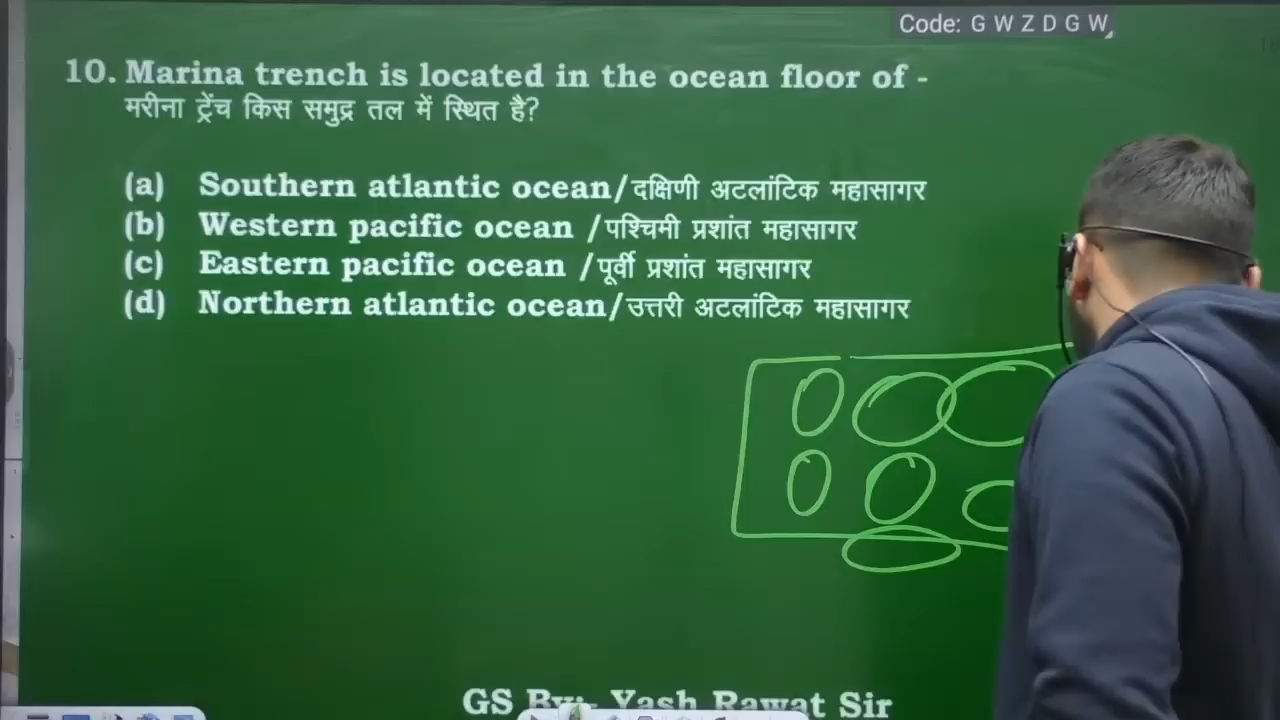 Code: G W Z D G W
10. Marina trench is located in the ocean floor of -
मरीना ट्रेंच किस समुद्र तल में स्थित है?
(a) Southern atlantic ocean/दक्षिणी अटलांटिक महासागर
(b) Western pacific ocean /पश्चिमी प्रशांत महासागर
(c) Eastern pacific ocean /पूर्वी प्रशांत महासागर
(d) Northern atlantic ocean/उत्तरी अटलांटिक महासागर
GS By:- Yash Rawat Sir